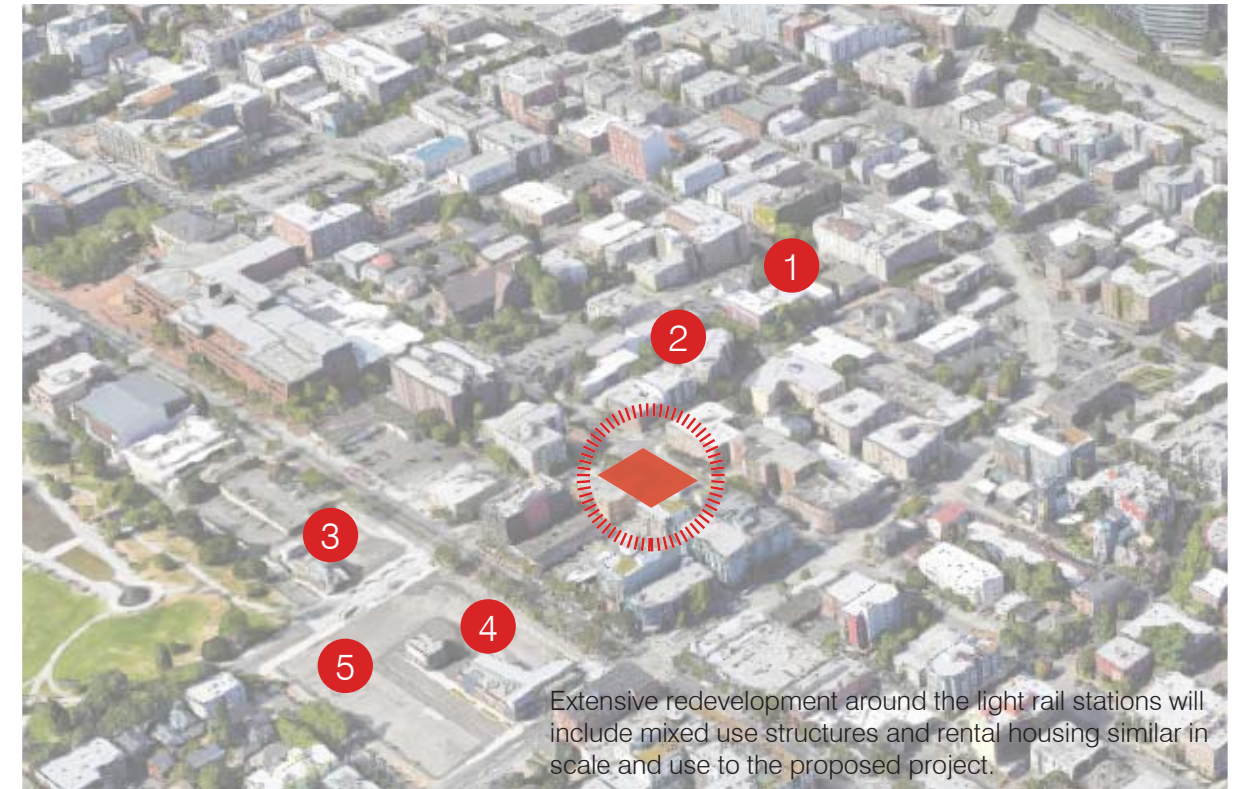 1
2
3
4
5
Extensive redevelopment around the light rail stations will
include mixed use structures and rental housing similar in
scale and use to the proposed project.